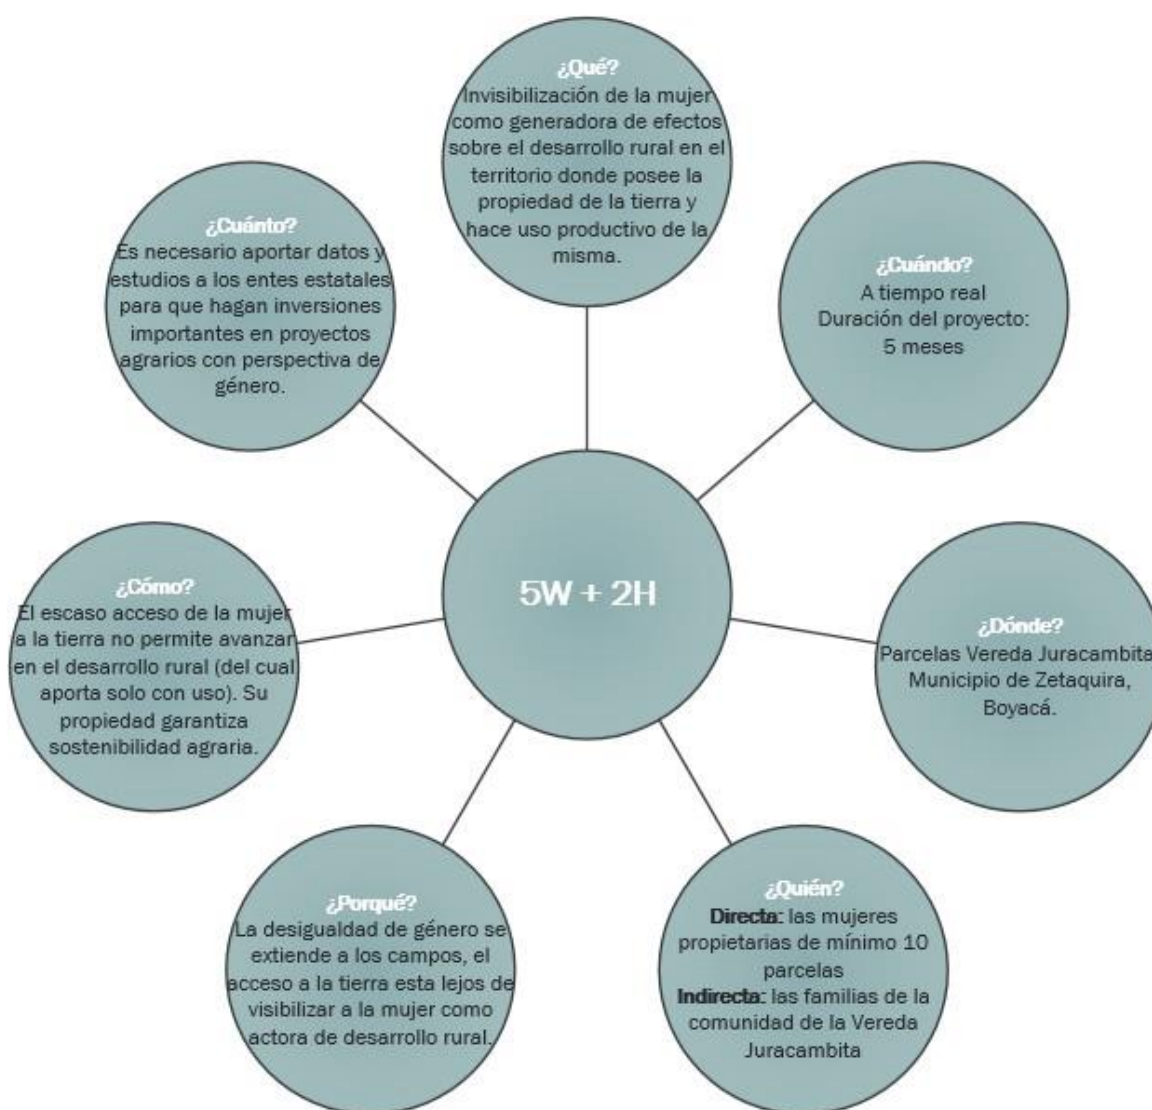 ¿Qué?
Invisibilización de la mujer
como generadora de efectos
sobre el desarrollo rural en el
territorio donde posee la
propiedad de la tierra y
hace uso productivo de la
misma.
¿Cuándo?
A tiempo real
Duración del proyecto:
5 meses
¿Dónde?
Parcelas Vereda Juracambita
Municipio de Zetaquira,
Boyacá.
¿Quién?
Directa: las mujeres
propietarias de mínimo 10
parcelas
Indirecta: las familias de la
comunidad de la Vereda
Juracambita
¿Porqué?
La desigualdad de género se
extiende a los campos, el
acceso a la tierra esta lejos de
visibilizar a la mujer como
actora de desarrollo rural.
¿Cómo?
El escaso acceso de la mujer
a la tierra no permite avanzar
en el desarrollo rural (del cual
aporta solo con uso). Su
propiedad garantiza
sostenibilidad agraria.
¿Cuánto?
Es necesario aportar datos y
estudios a los entes estatales
para que hagan inversiones
importantes en proyectos
agrarios con perspectiva de
género.
5W + 2H